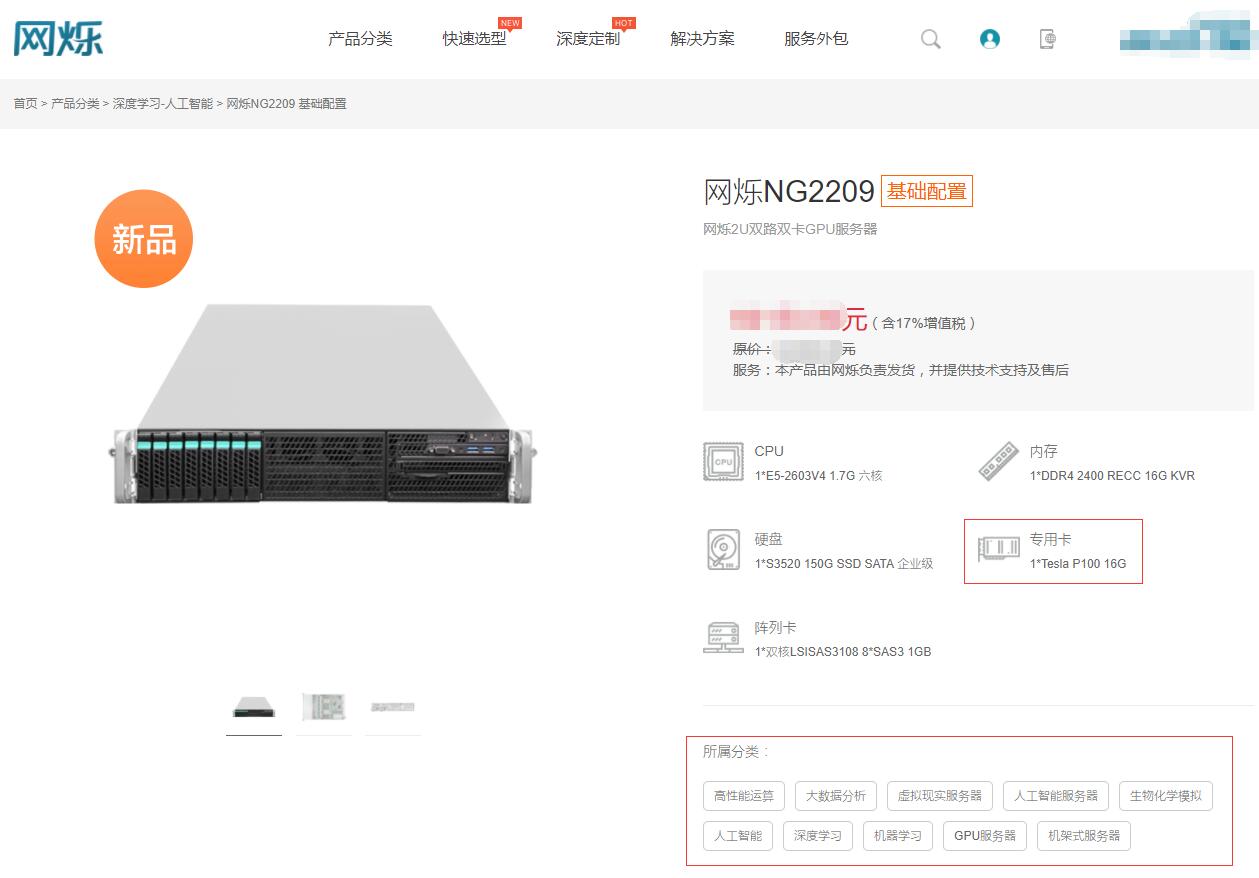 网烁
产品分类
快速选型
NEW
深度定制
HOT
解决方案
服务外包
首页 > 产品分类 > 深度学习-人工智能 > 网烁NG2209 基础配置
新品
网烁NG2209 基础配置
网烁2U双路双卡GPU服务器
元 ( 含17%增值税 )
原价：元
服务：本产品由网烁负责发货，并提供技术支持及售后
CPU
1*E5-2603V4 1.7G 六核
内存
1*DDR4 2400 RECC 16G KVR
硬盘
1*S3520 150G SSD SATA 企业级
专用卡
1*Tesla P100 16G
阵列卡
1*双核LSISAS3108 8*SAS3 1GB
所属分类：
高性能运算 大数据分析 虚拟现实服务器 人工智能服务器 生物化学模拟
人工智能 深度学习 机器学习 GPU服务器 机架式服务器